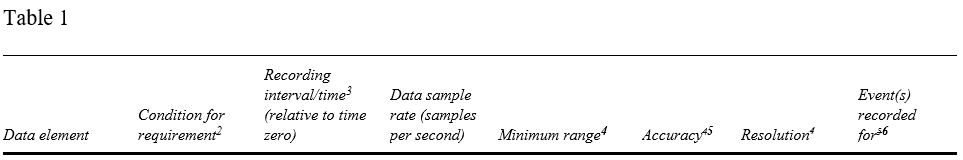 Table 1
Data element
Condition for
requirement²
Recording
interval/time³
(relative to time
zero)
Data sample
rate (samples
per second)
Minimum range⁴
Accuracy⁴⁵
Resolution⁴
Event(s)
recorded
for⁵⁶